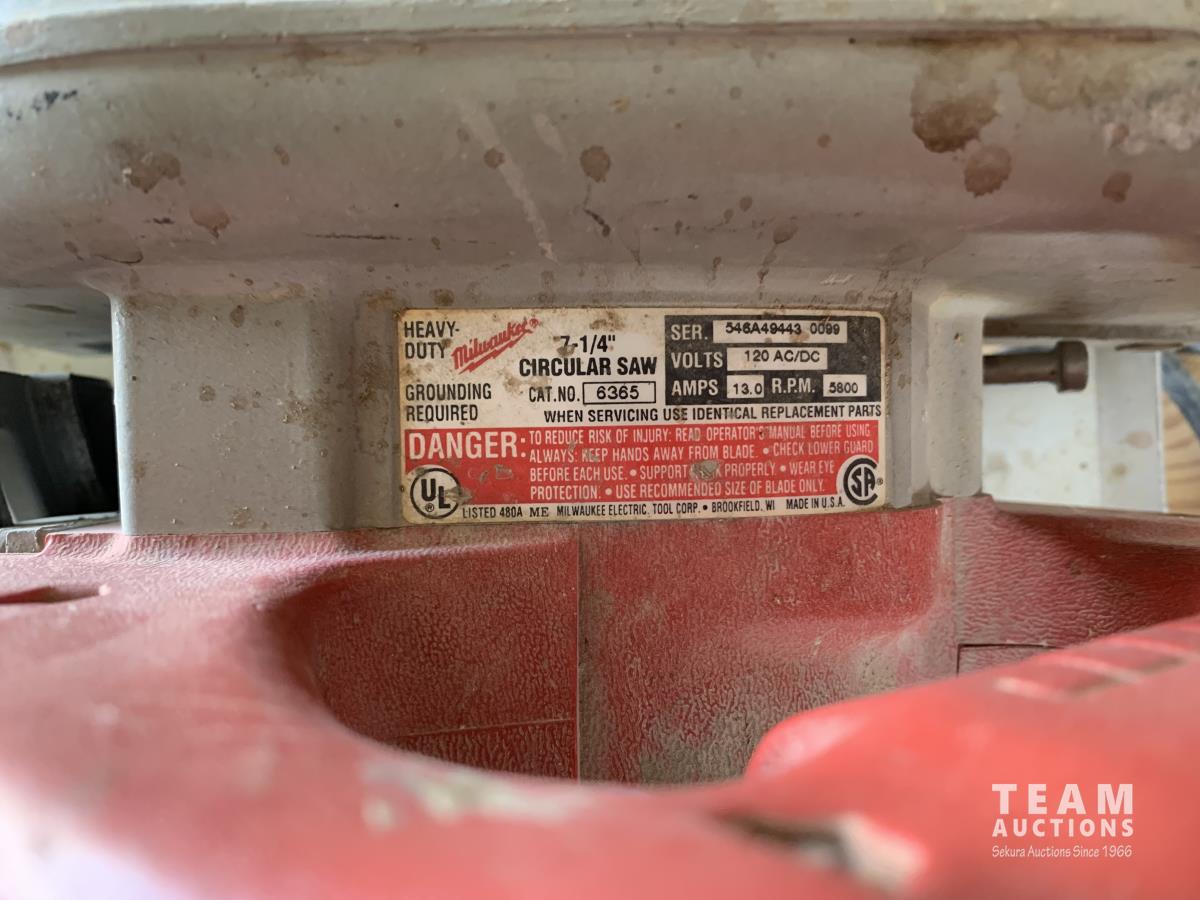 HEAVY-
DUTY
Milwaukee®
7-1/4"
CIRCULAR SAW
GROUNDING
REQUIRED
CAT. NO. 6365
SER. 546A49443 0099
VOLTS 120 AC/DC
AMPS 13.0 R.P.M. 5800
WHEN SERVICING USE IDENTICAL REPLACEMENT PARTS
DANGER: TO REDUCE RISK OF INJURY: READ OPERATOR'S MANUAL BEFORE USING
ALWAYS: KEEP HANDS AWAY FROM BLADE. • CHECK LOWER GUARD
BEFORE EACH USE. • SUPPORT WORK PROPERLY. • WEAR EYE
PROTECTION. • USE RECOMMENDED SIZE OF BLADE ONLY.
UL®
SA®
LISTED 480A ME MILWAUKEE ELECTRIC. TOOL CORP. • BROOKFIELD, WI MADE IN U.S.A.
TEAM
AUCTIONS
Sekura Auctions Since 1966